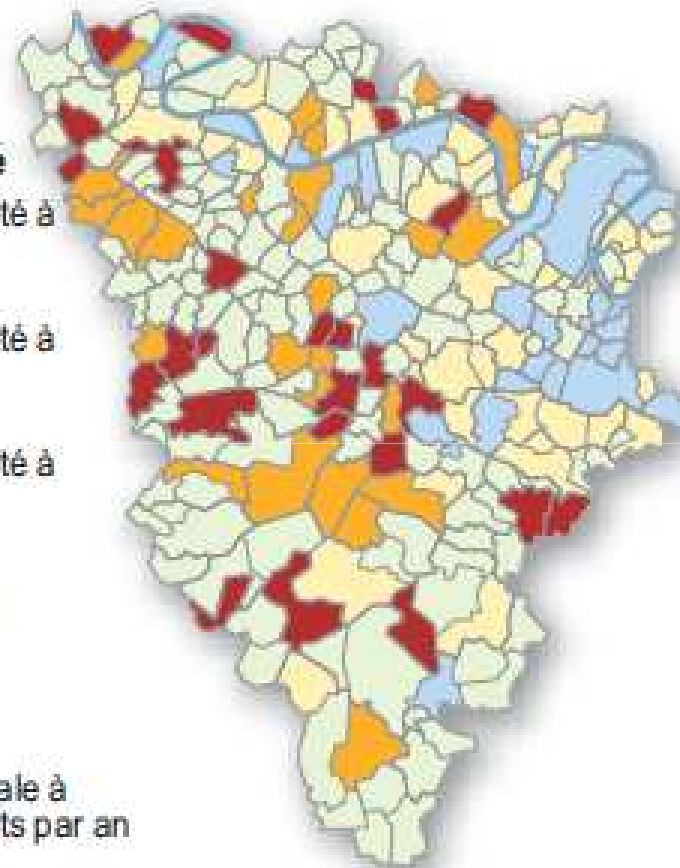 é
té à
té à
té à
ale à
ts par an